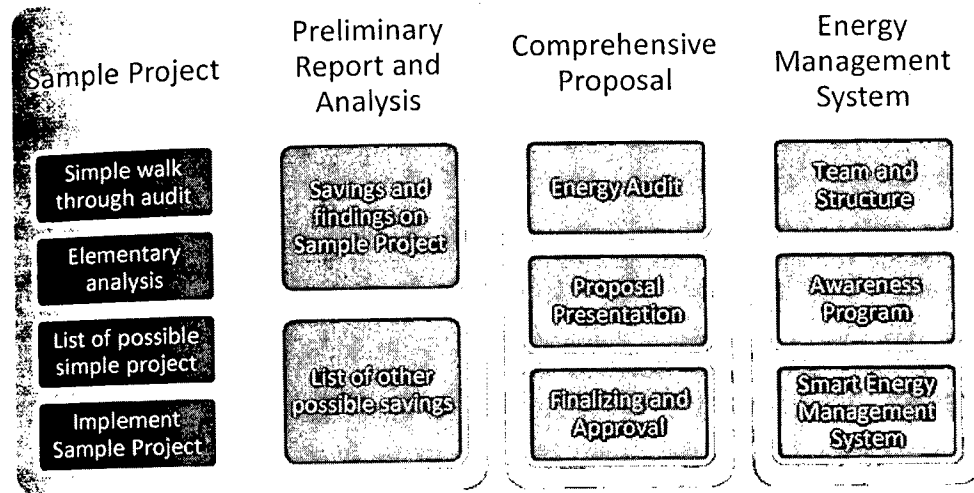 Sample Project
Simple walk
through audit
Elementary
analysis
List of possible
simple project
Implement
Sample Project
Preliminary
Report and
Analysis
Savings and
findings on
Sample Project
List of other
possible savings
Comprehensive
Proposal
Energy Audit
Proposal
Presentation
Finalizing and
Approval
Energy
Management
System
Team and
Structure
Awareness
Program
Smart Energy
Management
System